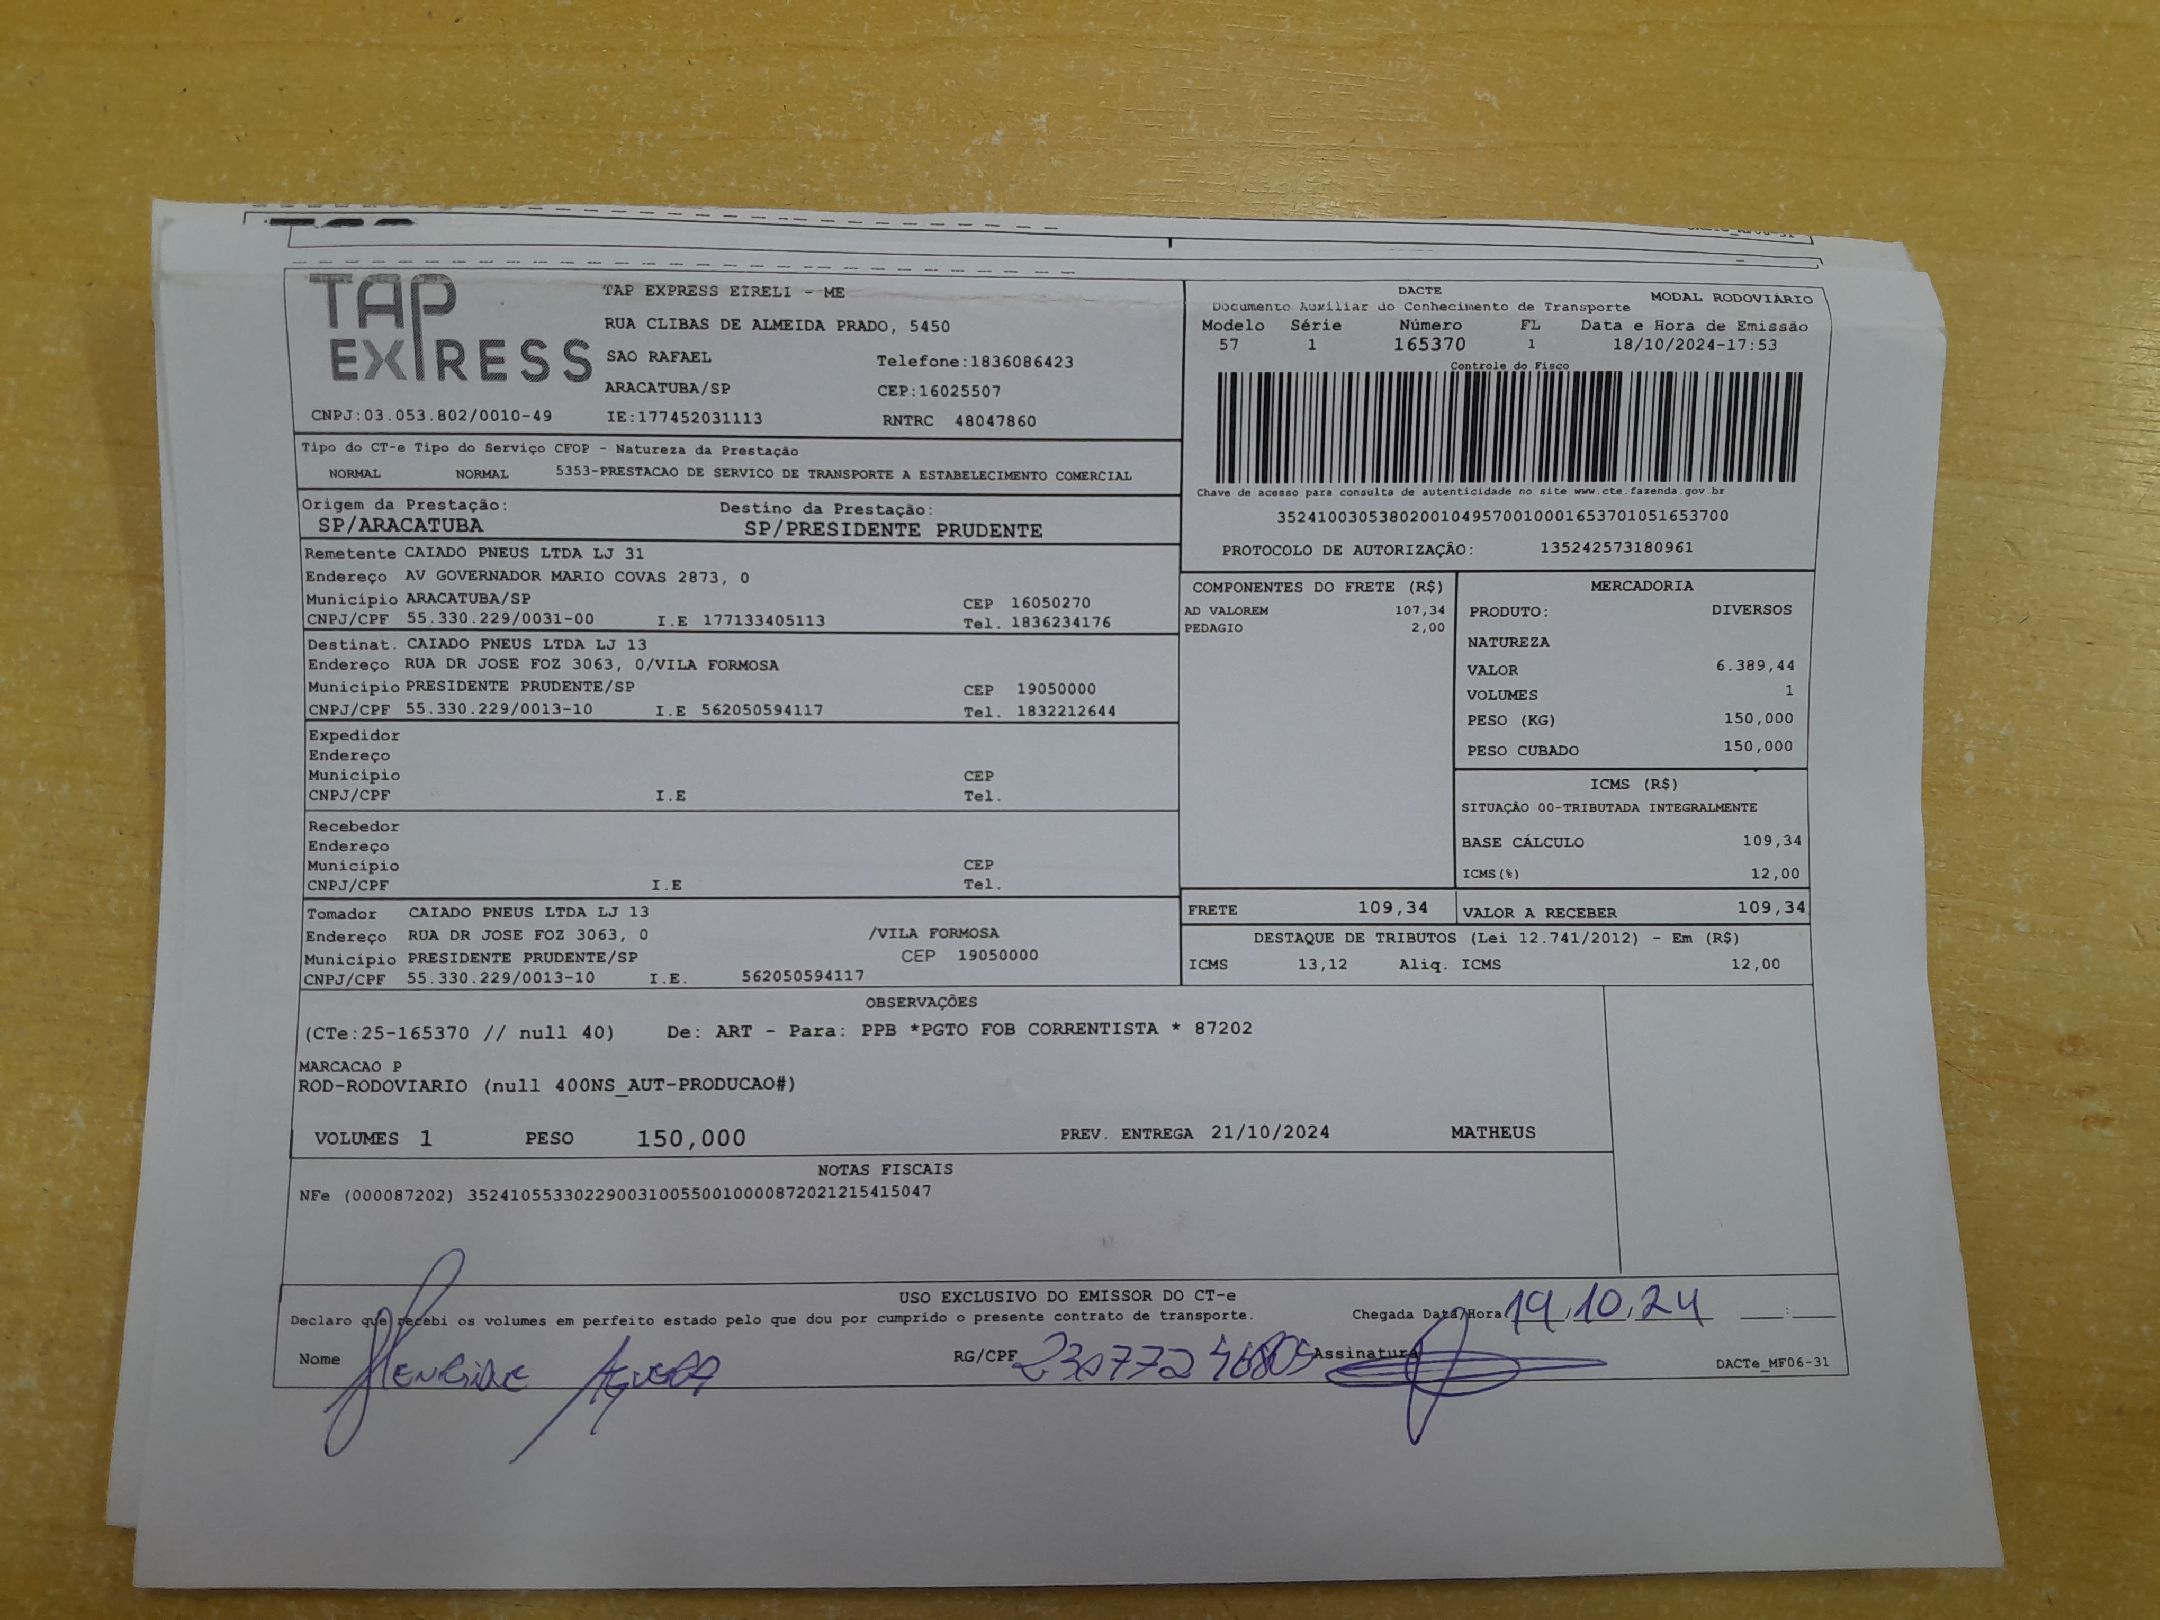 TAP EXPRESS
TAP EXPRESS EIRELI - ME
RUA CLIBAS DE ALMEIDA PRADO, 5450
SAO RAFAEL Telefone:1836086423
ARACATUBA/SP CEP:16025507
CNPJ:03.053.802/0010-49 IE:177452031113 RNTRC 48047860
DACTE
Documento Auxiliar do Conhecimento de Transporte MODAL RODOVIÁRIO
Modelo Série Número FL Data e Hora de Emissão
57 1 165370 1 18/10/2024-17:53
Controle do Fisco
Chave de acesso para consulta de autenticidade no site www.cte.fazenda.gov.br
35241003053802001049570010001653701051653700
PROTOCOLO DE AUTORIZAÇÃO: 135242573180961
Tipo do CT-e Tipo do Serviço CFOP - Natureza da Prestação
NORMAL NORMAL 5353-PRESTACAO DE SERVICO DE TRANSPORTE A ESTABELECIMENTO COMERCIAL
Origem da Prestação: Destino da Prestação:
SP/ARACATUBA SP/PRESIDENTE PRUDENTE
Remetente CAIADO PNEUS LTDA LJ 31
Endereço AV GOVERNADOR MARIO COVAS 2873, 0
Município ARACATUBA/SP CEP 16050270
CNPJ/CPF 55.330.229/0031-00 I.E 177133405113 Tel. 1836234176
Destinat. CAIADO PNEUS LTDA LJ 13
Endereço RUA DR JOSE FOZ 3063, 0/VILA FORMOSA
Município PRESIDENTE PRUDENTE/SP CEP 19050000
CNPJ/CPF 55.330.229/0013-10 I.E 562050594117 Tel. 1832212644
Expedidor
Endereço
Município CEP
CNPJ/CPF I.E Tel.
Recebedor
Endereço
Município CEP
CNPJ/CPF I.E Tel.
Tomador CAIADO PNEUS LTDA LJ 13
Endereço RUA DR JOSE FOZ 3063, 0 /VILA FORMOSA
Município PRESIDENTE PRUDENTE/SP CEP 19050000
CNPJ/CPF 55.330.229/0013-10 I.E. 562050594117
COMPONENTES DO FRETE (R$)
AD VALOREM 107,34
PEDAGIO 2,00
MERCADORIA
PRODUTO: DIVERSOS
NATUREZA
VALOR 6.389,44
VOLUMES 1
PESO (KG) 150,000
PESO CUBADO 150,000
ICMS (R$)
SITUAÇÃO 00-TRIBUTADA INTEGRALMENTE
BASE CÁLCULO 109,34
ICMS(%) 12,00
FRETE 109,34 VALOR A RECEBER 109,34
DESTAQUE DE TRIBUTOS (Lei 12.741/2012) - Em (R$)
ICMS 13,12 Aliq. ICMS 12,00
OBSERVAÇÕES
(CTe:25-165370 // null 40) De: ART - Para: PPB *PGTO FOB CORRENTISTA * 87202
MARCACAO P
ROD-RODOVIARIO (null 400NS_AUT-PRODUCAO#)
VOLUMES 1 PESO 150,000 PREV. ENTREGA 21/10/2024 MATHEUS
NOTAS FISCAIS
NFe (000087202) 35241055330229003100550010000872021215415047
USO EXCLUSIVO DO EMISSOR DO CT-e
Declaro que recebi os volumes em perfeito estado pelo que dou por cumprido o presente contrato de transporte. Chegada Data/Hora 19,10,24 __:__
Nome HENRIQUE RG/CPF Assinatura DACTe_MF06-31